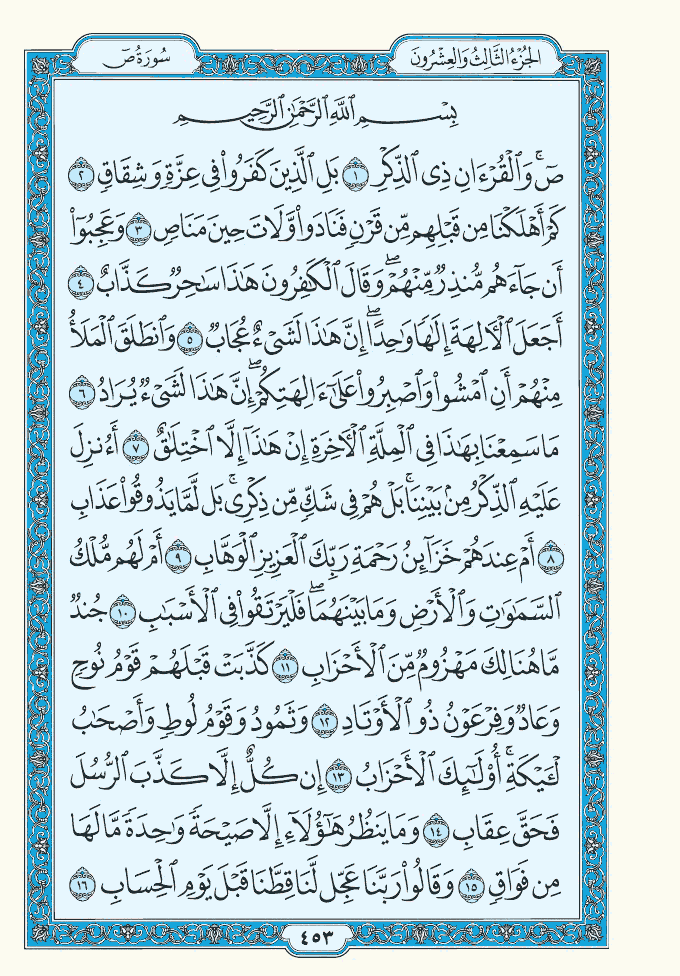 الجُزْءُ الثَّالِثُ وَالعِشْرُونَ
سُورَةُ صٓ
بِسْمِ ٱللَّهِ ٱلرَّحْمَٰنِ ٱلرَّحِيمِ
صٓ ۚ وَٱلْقُرْءَانِ ذِى ٱلذِّكْرِ ١ بَلِ ٱلَّذِينَ كَفَرُوا۟ فِى عِزَّةٍ وَشِقَاقٍ ٢
كَمْ أَهْلَكْنَا مِن قَبْلِهِم مِّن قَرْنٍ فَنَادَوا۟ وَّلَاتَ حِينَ مَنَاصٍ ٣ وَعَجِبُوٓا۟
أَن جَآءَهُم مُّنذِرٌ مِّنْهُمْ ۖ وَقَالَ ٱلْكَٰفِرُونَ هَٰذَا سَٰحِرٌ كَذَّابٌ ٤
أَجَعَلَ ٱلْءَالِهَةَ إِلَٰهًا وَٰحِدًا ۖ إِنَّ هَٰذَا لَشَىْءٌ عُجَابٌ ٥ وَٱنطَلَقَ ٱلْمَلَأُ
مِنْهُمْ أَنِ ٱمْشُوا۟ وَٱصْبِرُوا۟ عَلَىٰٓ ءَالِهَتِكُمْ ۖ إِنَّ هَٰذَا لَشَىْءٌ يُرَادُ ٦
مَا سَمِعْنَا بِهَٰذَا فِى ٱلْمِلَّةِ ٱلْءَاخِرَةِ إِنْ هَٰذَآ إِلَّا ٱخْتِلَٰقٌ ٧ أَءُنزِلَ
عَلَيْهِ ٱلذِّكْرُ مِنۢ بَيْنِنَا ۚ بَلْ هُمْ فِى شَكٍّ مِّن ذِكْرِى ۚ بَل لَّمَّا يَذُوقُوا۟ عَذَابِ
٨ أَمْ عِندَهُمْ خَزَآئِنُ رَحْمَةِ رَبِّكَ ٱلْعَزِيزِ ٱلْوَهَّابِ ٩ أَمْ لَهُم مُّلْكُ
ٱلسَّمَٰوَٰتِ وَٱلْأَرْضِ وَمَا بَيْنَهُمَا ۖ فَلْيَرْتَقُوا۟ فِى ٱلْأَسْبَٰبِ ١٠ جُندٌ
مَّا هُنَالِكَ مَهْزُومٌ مِّنَ ٱلْأَحْزَابِ ١١ كَذَّبَتْ قَبْلَهُمْ قَوْمُ نُوحٍ
وَعَادٌ وَفِرْعَوْنُ ذُو ٱلْأَوْتَادِ ١٢ وَثَمُودُ وَقَوْمُ لُوطٍ وَأَصْحَٰبُ
لْـَٔيْكَةِ ۚ أُو۟لَٰٓئِكَ ٱلْأَحْزَابُ ١٣ إِن كُلٌّ إِلَّا كَذَّبَ ٱلرُّسُلَ
فَحَقَّ عِقَابِ ١٤ وَمَا يَنظُرُ هَٰٓؤُلَآءِ إِلَّا صَيْحَةً وَٰحِدَةً مَّا لَهَا
مِن فَوَاقٍ ١٥ وَقَالُوا۟ رَبَّنَا عَجِّل لَّنَا قِطَّنَا قَبْلَ يَوْمِ ٱلْحِسَابِ ١٦
٤٥٣